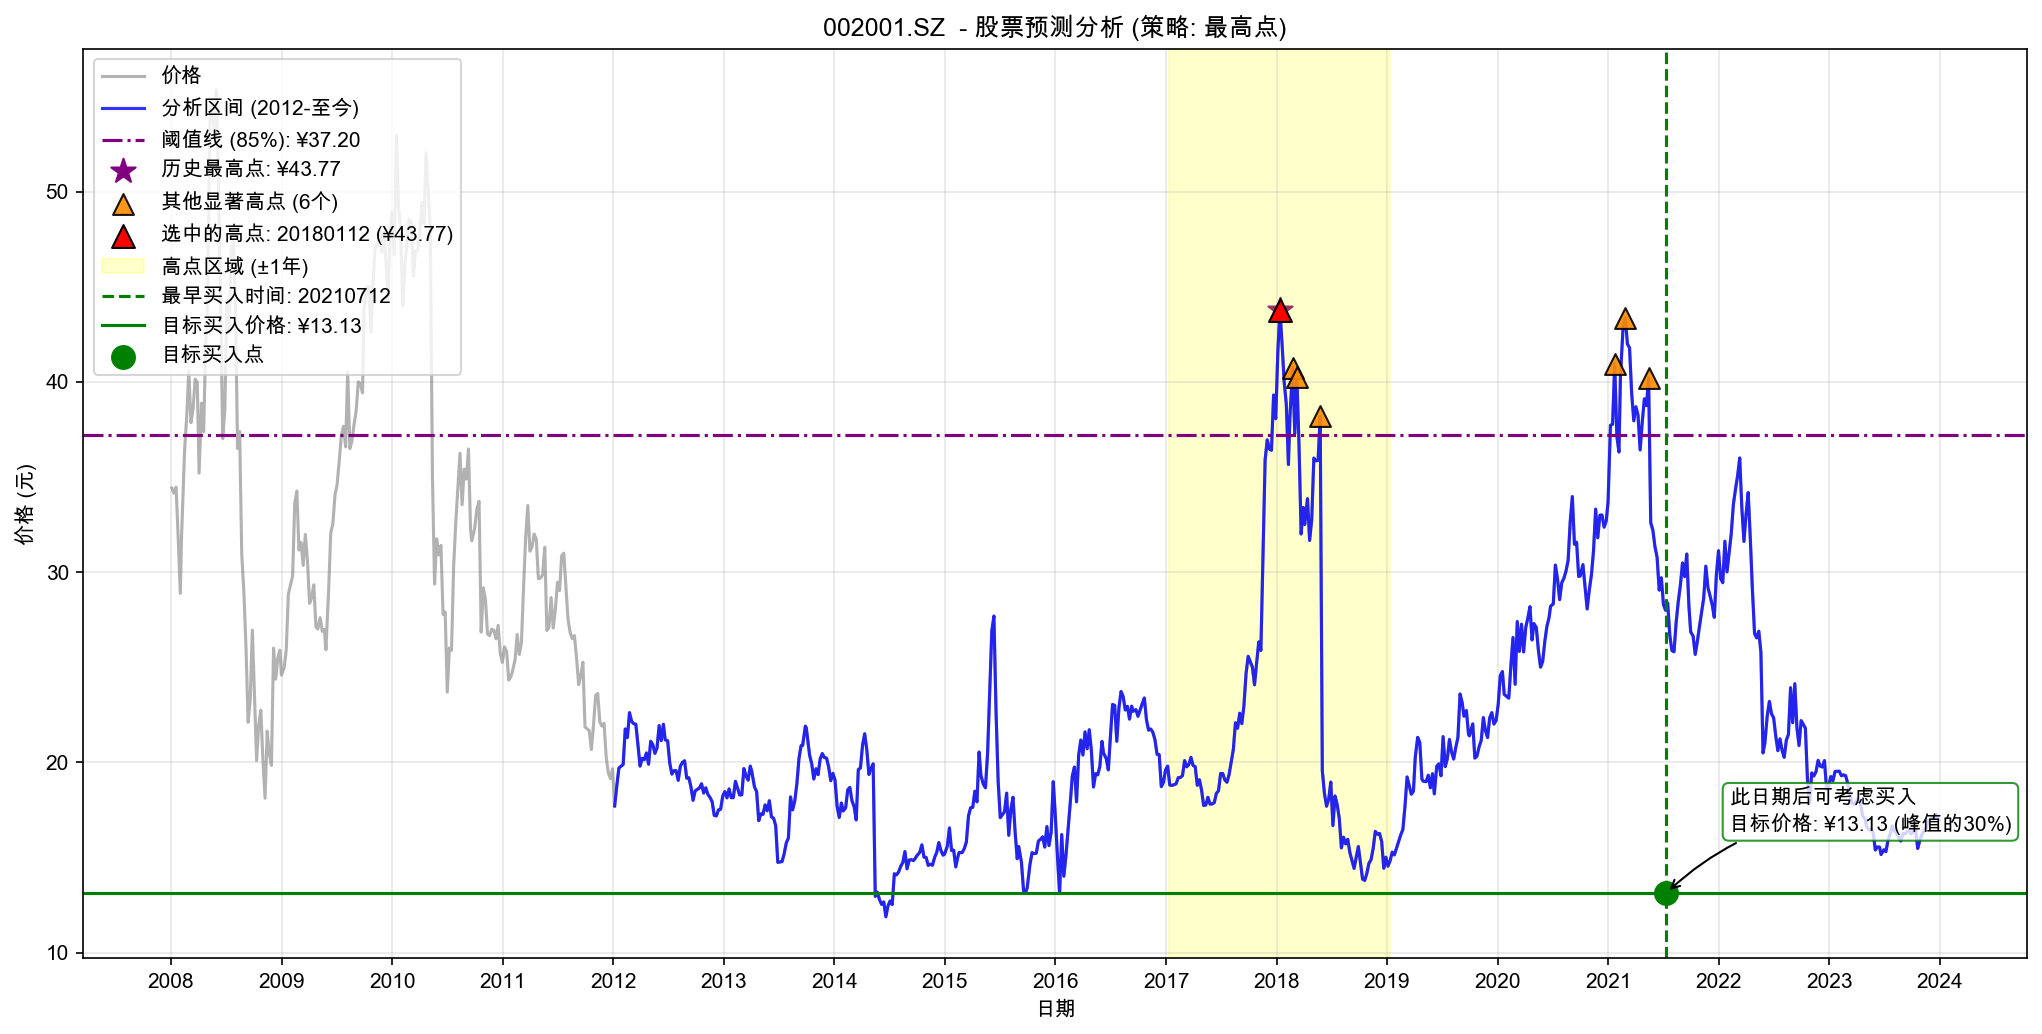 002001.SZ - 股票预测分析 (策略: 最高点)
价格
分析区间 (2012-至今)
阈值线 (85%): ¥37.20
历史最高点: ¥43.77
其他显著高点 (6个)
选中的高点: 20180112 (¥43.77)
高点区域 (±1年)
最早买入时间: 20210712
目标买入价格: ¥13.13
目标买入点
价格 (元)
50
40
30
20
10
此日期后可考虑买入
目标价格: ¥13.13 (峰值的30%)
2008 2009 2010 2011 2012 2013 2014 2015 2016 2017 2018 2019 2020 2021 2022 2023 2024
日期